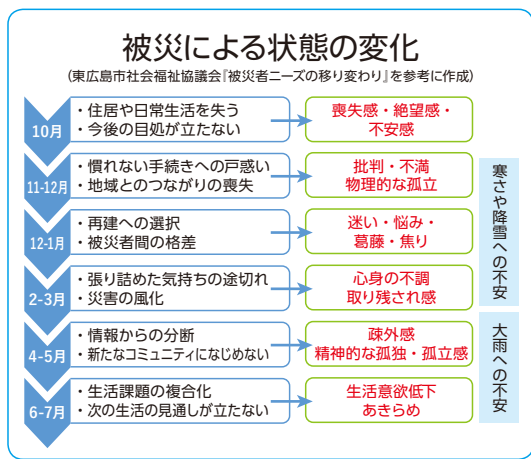 被災による状態の変化
(東広島市社会福祉協議会『被災者ニーズの移り変わり』を参考に作成)
10月
・住居や日常生活を失う
・今後の目処が立たない
喪失感・絶望感・
不安感
11-12月
・慣れない手続きへの戸惑い
・地域とのつながりの喪失
批判・不満
物理的な孤立
12-1月
・再建への選択
・被災者間の格差
迷い・悩み・
葛藤・焦り
2-3月
・張り詰めた気持ちの途切れ
・災害の風化
心身の不調
取り残され感
4-5月
・情報からの分断
・新たなコミュニティになじめない
疎外感
精神的な孤独・孤立感
6-7月
・生活課題の複合化
・次の生活の見通しが立たない
生活意欲低下
あきらめ
寒さや降雪への不安
大雨への不安